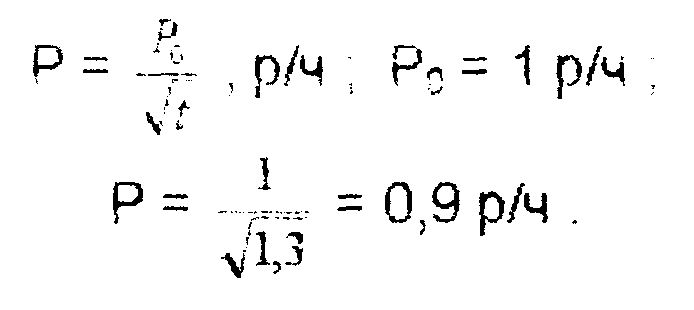 P = P₀/√t , р/ч ; P₀ = 1 р/ч ;
P = 1/√1,3 = 0,9 р/ч .